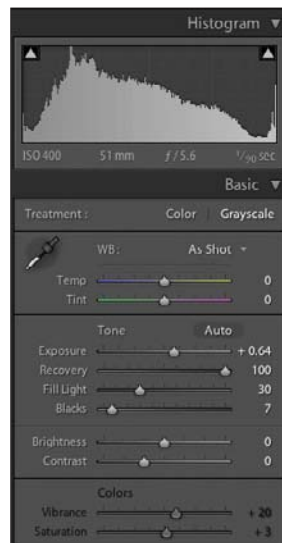 Histogram
ISO 400 51 mm ƒ / 5.6 1/90 sec
Basic
Treatment : Color Grayscale
WB : As Shot
Temp 0
Tint 0
Tone Auto
Exposure + 0.64
Recovery 100
Fill Light 30
Blacks 7
Brightness 0
Contrast 0
Colors
Vibrance + 20
Saturation + 3